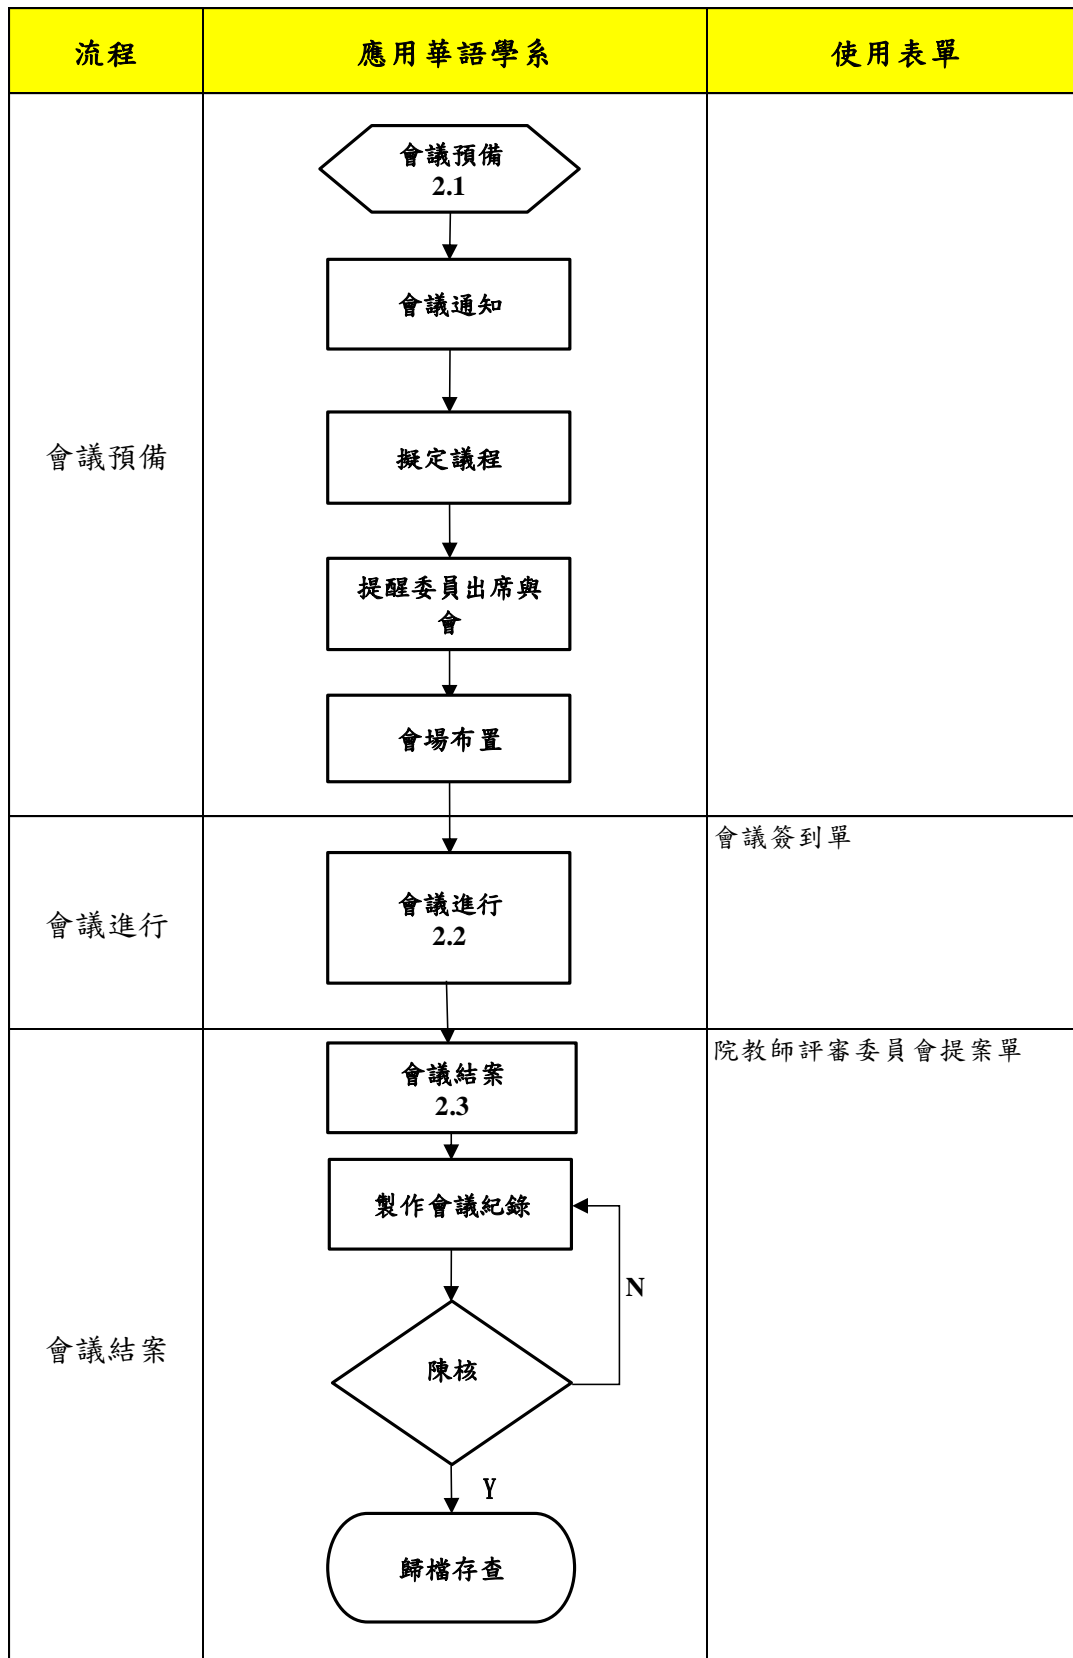 流程
應用華語學系
使用表單
會議預備
會議預備
2.1
會議通知
擬定議程
提醒委員出席與
會
會場布置
會議進行
會議進行
2.2
會議簽到單
會議結案
會議結案
2.3
製作會議紀錄
N
陳核
Y
歸檔存查
院教師評審委員會提案單